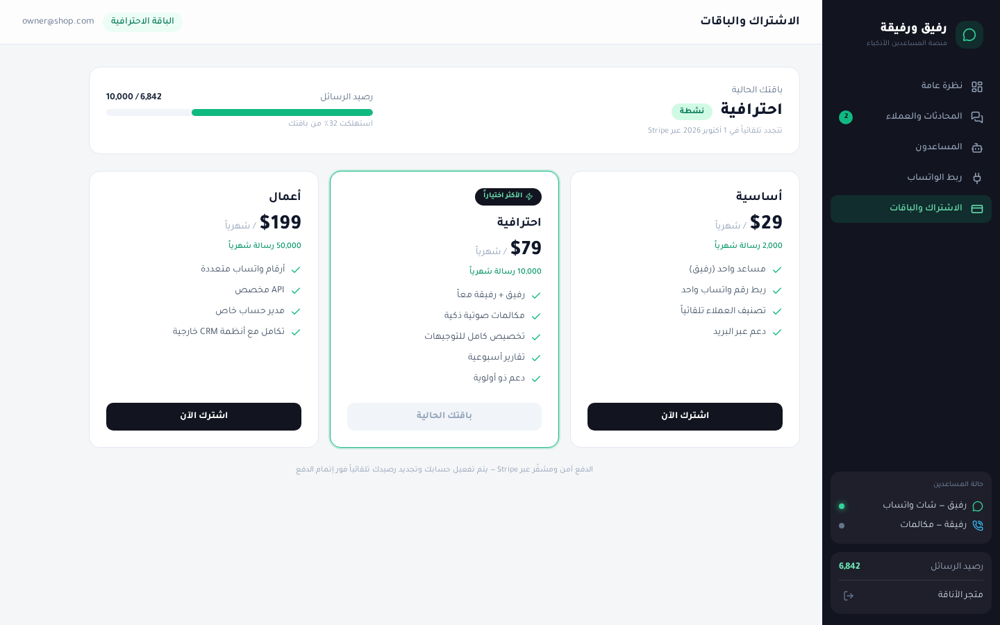 رفيق ورفيقة
منصة المساعدين الأذكياء
نظرة عامة
المحادثات والعملاء
2
المساعدون
ربط الواتساب
الاشتراك والباقات
حالة المساعدين
رفيق – شات واتساب
رفيقة – مكالمات
رصيد الرسائل
6,842
متجر الأناقة
الاشتراك والباقات
الباقة الاحترافية
owner@shop.com
باقتك الحالية
احترافية
نشطة
تتجدد تلقائياً في 1 أكتوبر 2026 عبر Stripe
رصيد الرسائل
6,842 / 10,000
استهلكت 32٪ من باقتك
أساسية
$29 / شهرياً
2,000 رسالة شهرياً
مساعد واحد (رفيق)
ربط رقم واتساب واحد
تصنيف العملاء تلقائياً
دعم عبر البريد
اشترك الآن
الأكثر اختياراً
احترافية
$79 / شهرياً
10,000 رسالة شهرياً
رفيق + رفيقة معاً
مكالمات صوتية ذكية
تخصيص كامل للتوجيهات
تقارير أسبوعية
دعم ذو أولوية
باقتك الحالية
أعمال
$199 / شهرياً
50,000 رسالة شهرياً
أرقام واتساب متعددة
API مخصص
مدير حساب خاص
تكامل مع أنظمة CRM خارجية
اشترك الآن
الدفع آمن ومشفّر عبر Stripe – يتم تفعيل حسابك وتجديد رصيدك تلقائياً فور إتمام الدفع